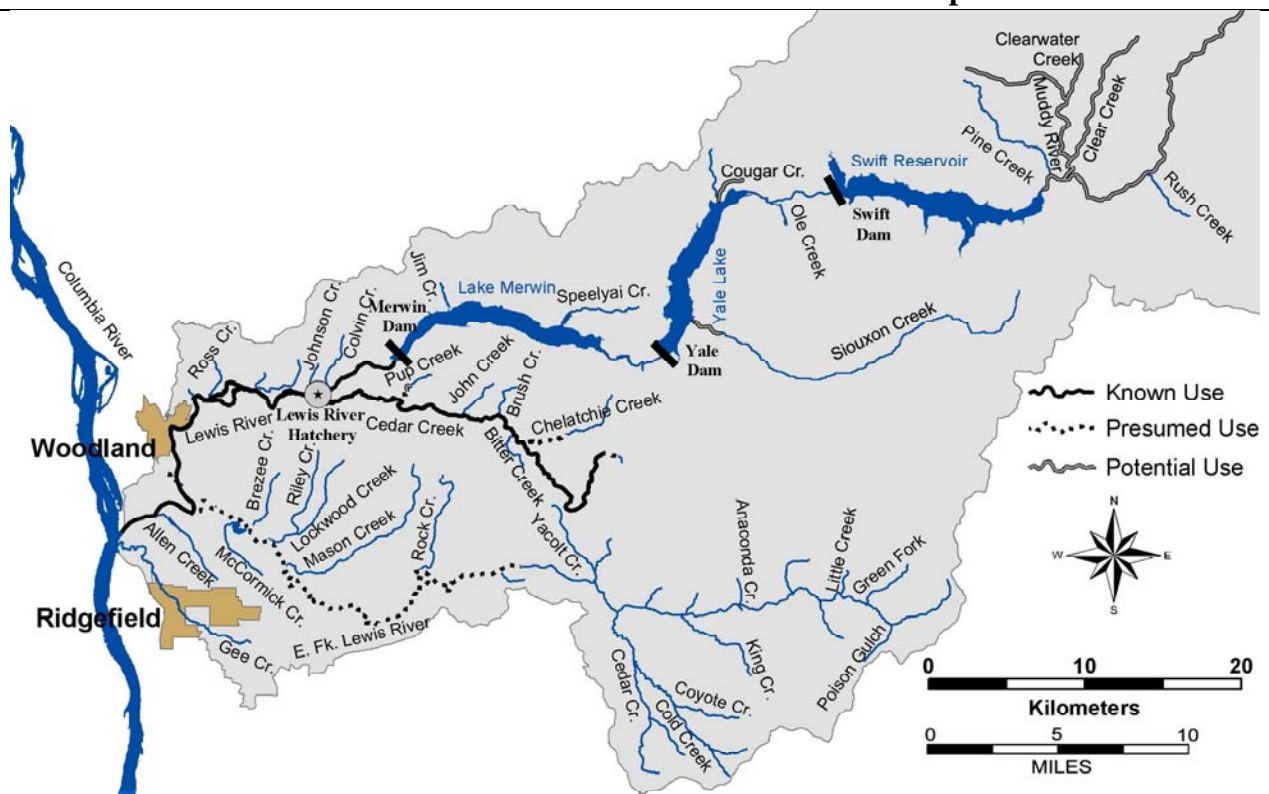 Clearwater
Creek
Muddy River
Clear Creek
Pine Creek
Rush Creek
Cougar Cr.
Swift Reservoir
Ole Creek
Swift
Dam
Columbia River
Jim Cr.
Lake Merwin
Speelyai Cr.
Yale Lake
Siouxon Creek
Merwin
Dam
Yale
Dam
Ross Cr.
Johnson Cr.
Colvin Cr.
Pup Creek
John Creek
Brush Cr.
Chelatchie Creek
Lewis River
Lewis River
Hatchery
Cedar Creek
Bitter Creek
Woodland
Known Use
Presumed Use
Potential Use
Brezee Cr.
Riley Cr.
Lockwood Creek
Mason Creek
Rock Cr.
Yacolt Cr.
Allen Creek
McCormick Cr.
Ridgefield
Gee Cr.
E. Fk. Lewis River
Anaconda Cr.
Little Creek
Green Fork
King Cr.
Poison Gulch
Cedar Cr.
Coyote Cr.
Cold Creek
N
W
E
S
0 10 20
Kilometers
0 5 10
MILES